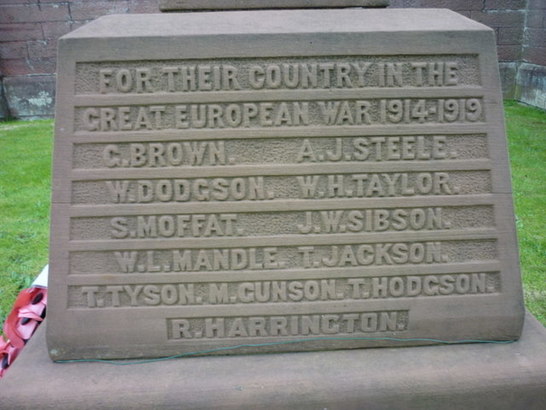 FOR THEIR COUNTRY IN THE
GREAT EUROPEAN WAR 1914-1919
C.BROWN. A.J.STEELE.
W.DODGSON. W.H.TAYLOR.
S.MOFFAT. J.W.SIBSON.
W.L.MANDLE. T.JACKSON.
T.TYSON. M.GUNSON. T.HODGSON.
R.HARRINGTON.